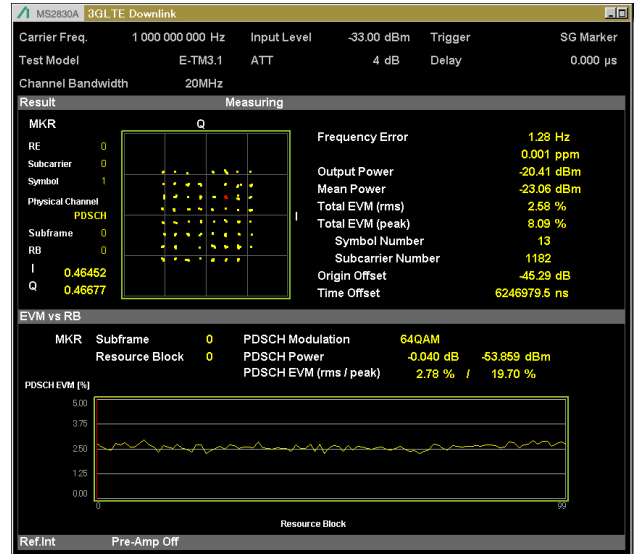 MS2830A 3GLTE Downlink
Carrier Freq. 1 000 000 000 Hz Input Level -33.00 dBm Trigger SG Marker
Test Model E-TM3.1 ATT 4 dB Delay 0.000 µs
Channel Bandwidth 20MHz
Result Measuring
MKR Q
RE 0
Subcarrier 0
Symbol 1
Physical Channel
PDSCH
Subframe 0
RB 0
I 0.46452
Q 0.46677
I
Frequency Error 1.28 Hz
0.001 ppm
Output Power -20.41 dBm
Mean Power -23.06 dBm
Total EVM (rms) 2.58 %
Total EVM (peak) 8.09 %
Symbol Number 13
Subcarrier Number 1182
Origin Offset -45.29 dB
Time Offset 6246979.5 ns
EVM vs RB
MKR Subframe 0 PDSCH Modulation 64QAM
Resource Block 0 PDSCH Power -0.040 dB -53.859 dBm
PDSCH EVM (rms / peak) 2.78 % / 19.70 %
PDSCH EVM [%]
5.00
3.75
2.50
1.25
0.00
0 99
Resource Block
Ref.Int Pre-Amp Off